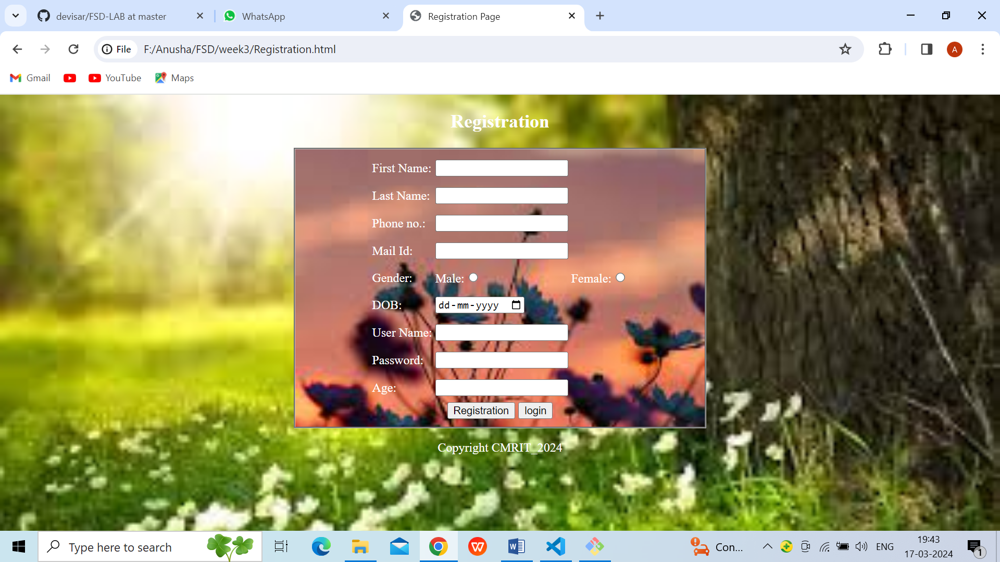 devisar/FSD-LAB at master
WhatsApp
Registration Page
File
F:/Anusha/FSD/week3/Registration.html
A
Gmail
YouTube
Maps
Registration
First Name:
Last Name:
Phone no.:
Mail Id:
Gender: Male: Female:
DOB: dd-mm-yyyy
User Name:
Password:
Age:
Registration login
Copyright CMRIT_2024
Type here to search
Con...
ENG
19:43
17-03-2024
1